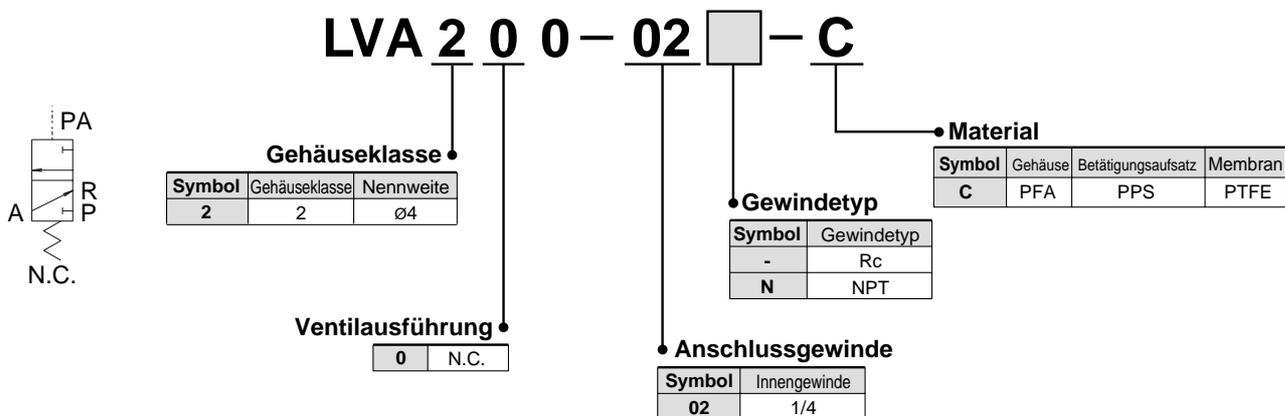 LVA 2 0 0 - 02 □ - C
PA
A
R
P
N.C.
Gehäuseklasse
Symbol Gehäuseklasse Nennweite
2 2 ø4
Ventilausführung
0 N.C.
Anschlussgewinde
Symbol Innengewinde
02 1/4
Gewindetyp
Symbol Gewindetyp
- Rc
N NPT
Material
Symbol Gehäuse Betätigungsaufsatz Membran
C PFA PPS PTFE